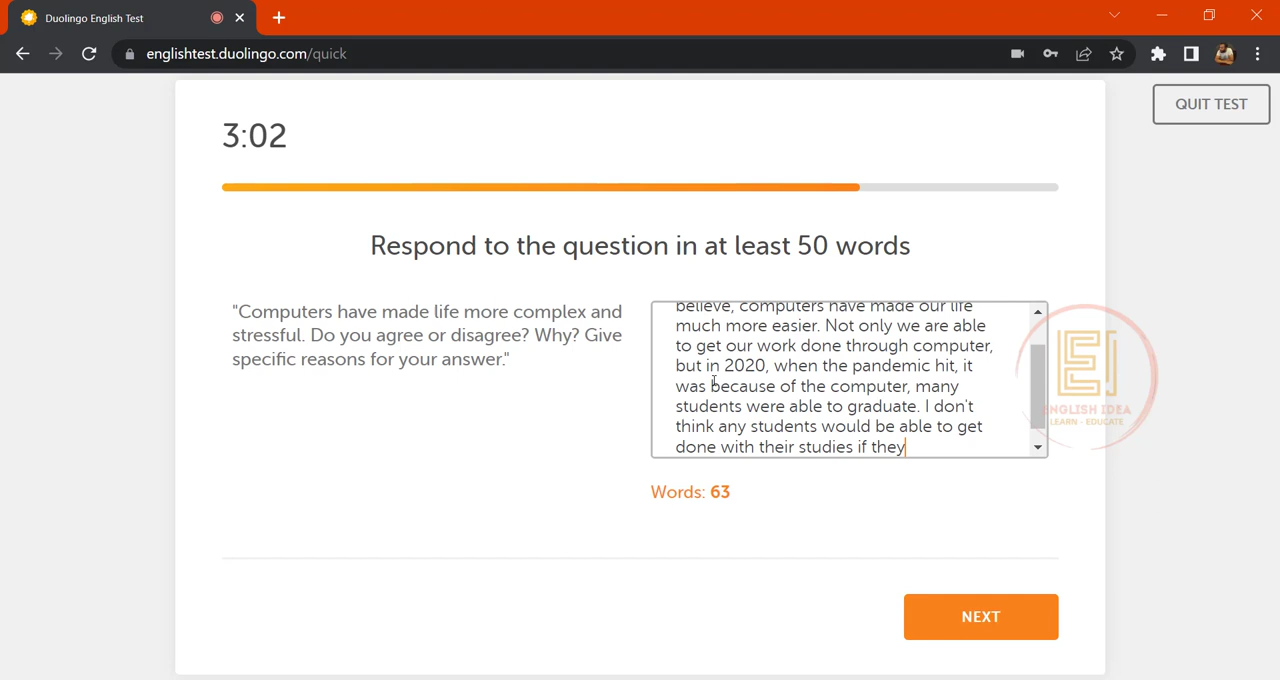 Duolingo English Test
englishtest.duolingo.com/quick
QUIT TEST
3:02
Respond to the question in at least 50 words
"Computers have made life more complex and
stressful. Do you agree or disagree? Why? Give
specific reasons for your answer."
believe, computers have made our life
much more easier. Not only we are able
to get our work done through computer,
but in 2020, when the pandemic hit, it
was because of the computer, many
students were able to graduate. I don't
think any students would be able to get
done with their studies if they
Words: 63
NEXT
EI
ENGLISH IDEA
LEARN - EDUCATE